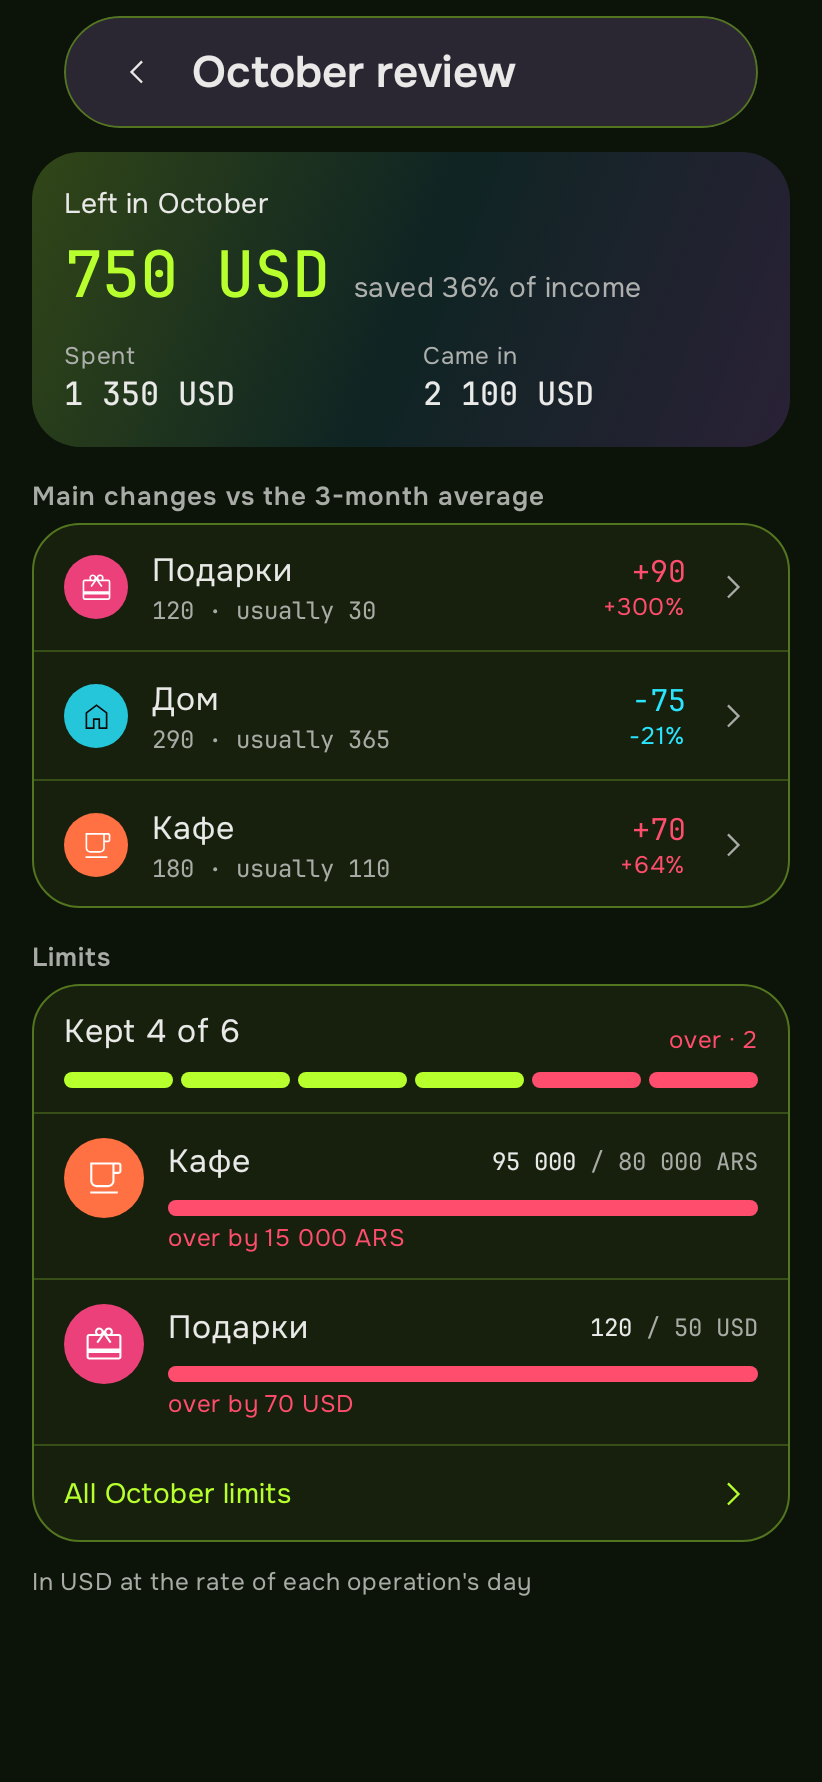 October review
Left in October
750 USD saved 36% of income
Spent Came in
1 350 USD 2 100 USD
Main changes vs the 3-month average
Подарки +90
120 · usually 30 +300%
Дом -75
290 · usually 365 -21%
Кафе +70
180 · usually 110 +64%
Limits
Kept 4 of 6 over · 2
Кафе 95 000 / 80 000 ARS
over by 15 000 ARS
Подарки 120 / 50 USD
over by 70 USD
All October limits
In USD at the rate of each operation's day